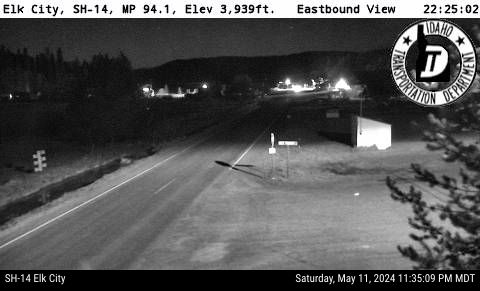 Elk City, SH-14, MP 94.1, Elev 3,939ft. Eastbound View 22:25:02
IDAHO
TRANSPORTATION DEPARTMENT
SH-14 Elk City Saturday, May 11, 2024 11:35:09 PM MDT